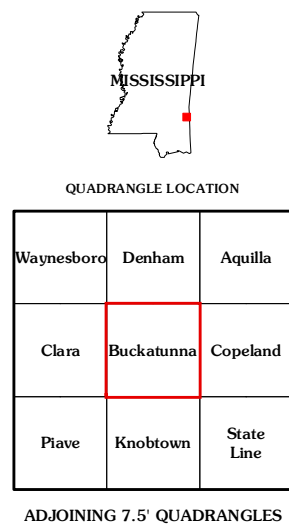 MISSISSIPPI
QUADRANGLE LOCATION
Waynesboro Denham Aquilla
Clara Buckatunna Copeland
Piave Knobtown State
Line
ADJOINING 7.5' QUADRANGLES